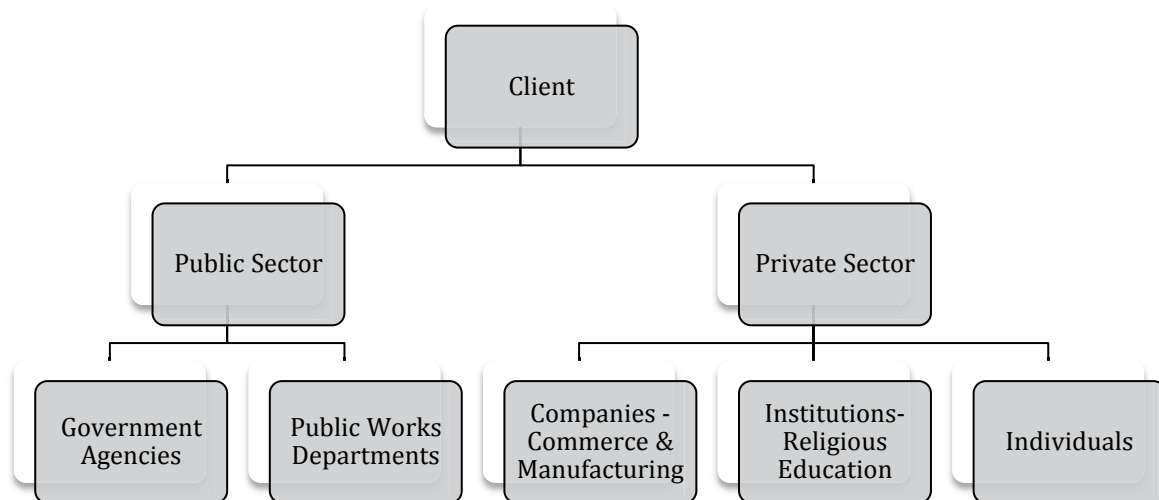 Client
Public Sector
Private Sector
Government
Agencies
Public Works
Departments
Companies -
Commerce &
Manufacturing
Institutions-
Religious
Education
Individuals